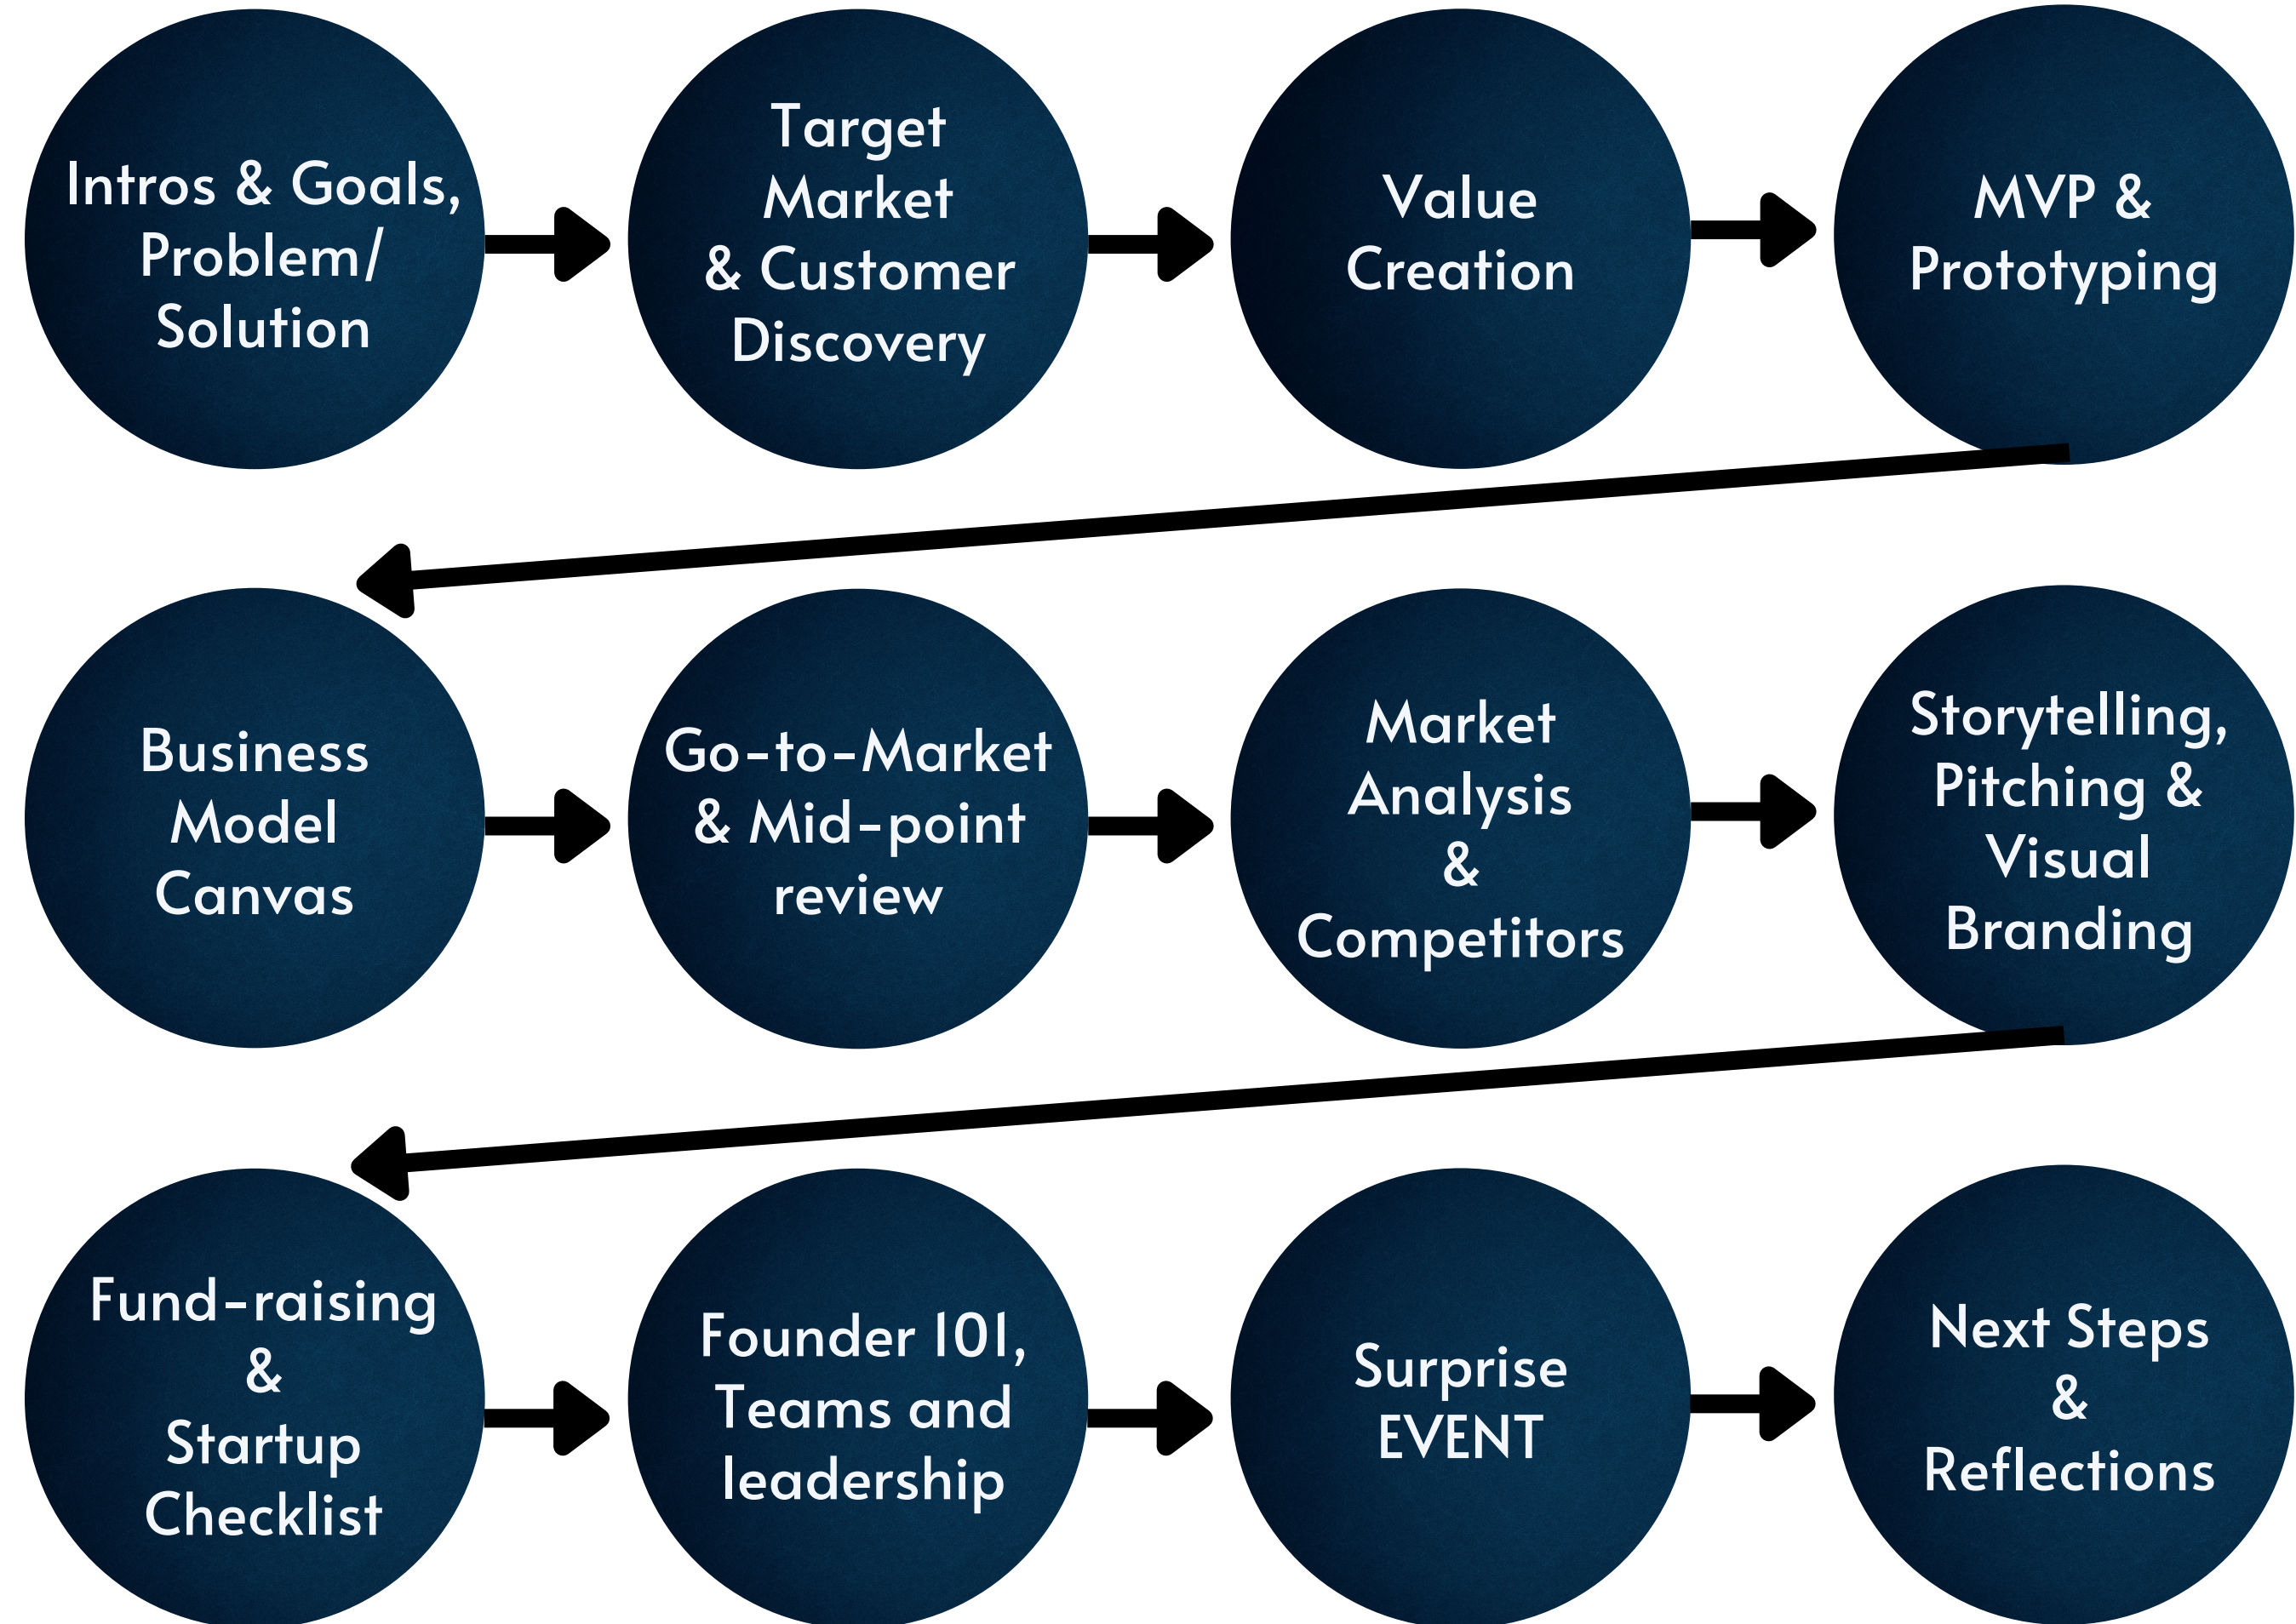 Intros & Goals,
Problem/
Solution
Target
Market
& Customer
Discovery
Value
Creation
MVP &
Prototyping
Business
Model
Canvas
Go-to-Market
& Mid-point
review
Market
Analysis
&
Competitors
Storytelling,
Pitching &
Visual
Branding
Fund-raising
&
Startup
Checklist
Founder 101,
Teams and
leadership
Surprise
EVENT
Next Steps
&
Reflections